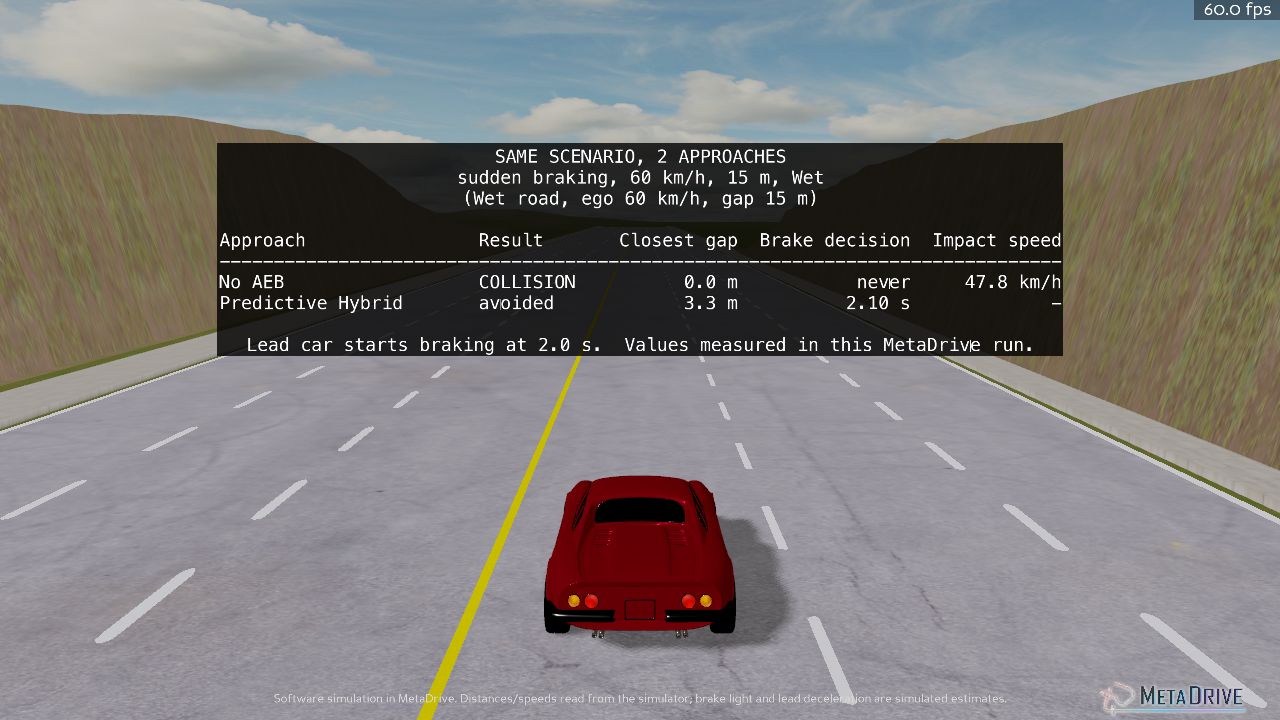 60.0 fps
SAME SCENARIO, 2 APPROACHES
sudden braking, 60 km/h, 15 m, Wet
(Wet road, ego 60 km/h, gap 15 m)
Approach Result Closest gap Brake decision Impact speed
No AEB COLLISION 0.0 m never 47.8 km/h
Predictive Hybrid avoided 3.3 m 2.10 s –
Lead car starts braking at 2.0 s. Values measured in this MetaDrive run.
Software simulation in MetaDrive. Distances/speeds read from the simulator; brake light and lead deceleration are simulated estimates.
METADRIVE